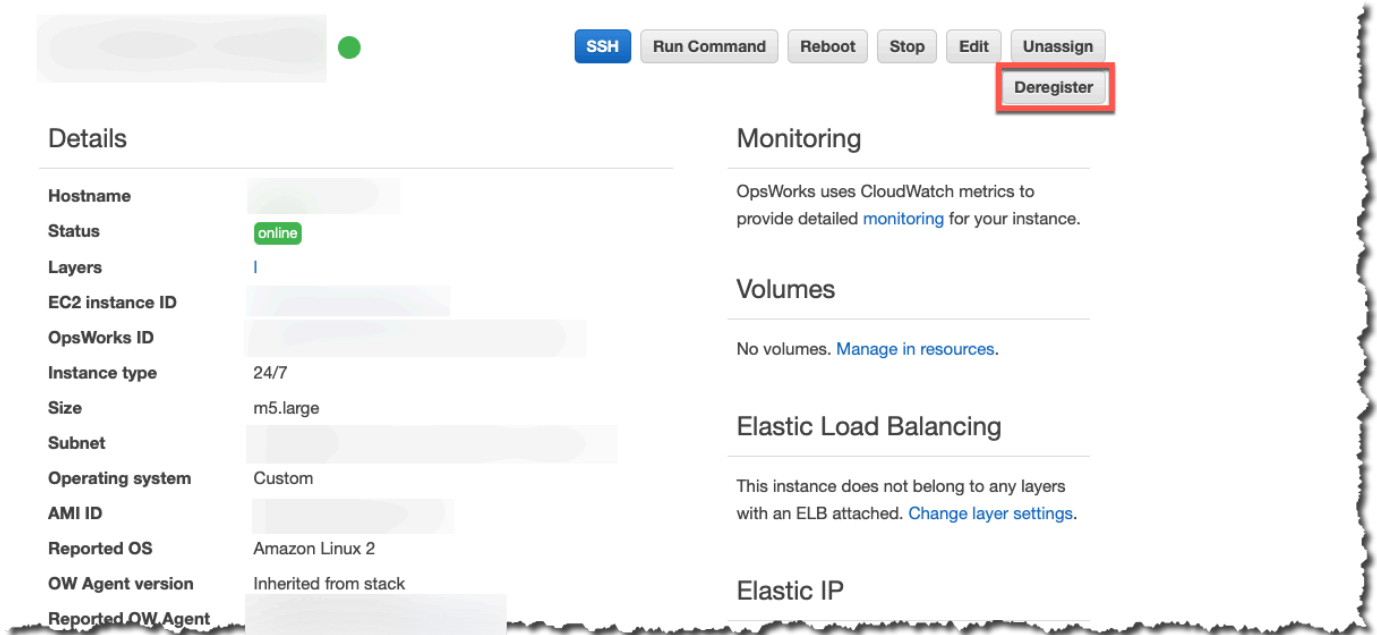 SSH Run Command Reboot Stop Edit Unassign
Deregister
Details
Hostname
Status online
Layers l
EC2 instance ID
OpsWorks ID
Instance type 24/7
Size m5.large
Subnet
Operating system Custom
AMI ID
Reported OS Amazon Linux 2
OW Agent version Inherited from stack
Reported OW Agent
Monitoring
OpsWorks uses CloudWatch metrics to
provide detailed monitoring for your instance.
Volumes
No volumes. Manage in resources.
Elastic Load Balancing
This instance does not belong to any layers
with an ELB attached. Change layer settings.
Elastic IP